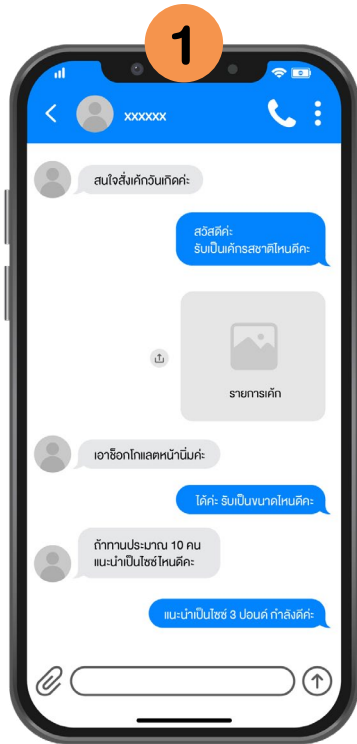 1
xxxxxx
สนใจสั่งเค้กวันเกิดค่ะ
สวัสดีค่ะ
รับเป็นเค้กรสชาติไหนดีคะ
รายการเค้ก
เอาช็อกโกแลตหน้านิ่มค่ะ
ได้ค่ะ รับเป็นขนาดไหนดีคะ
ถ้าทานประมาณ 10 คน
แนะนำเป็นไซซ์ไหนดีคะ
แนะนำเป็นไซซ์ 3 ปอนด์ กำลังดีค่ะ